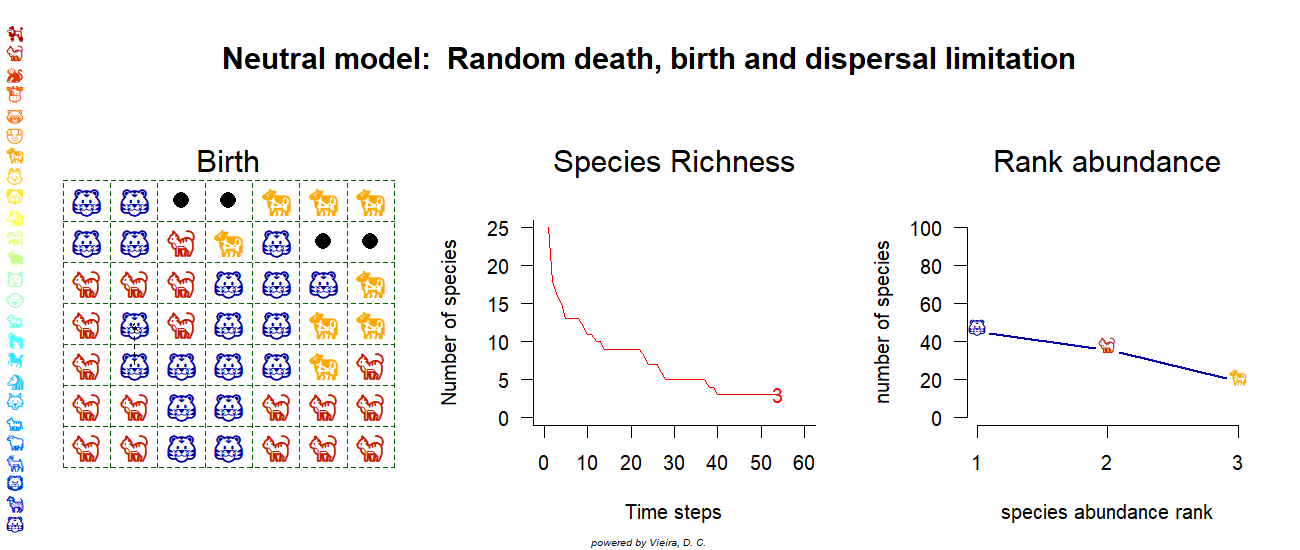 Neutral model:  Random death, birth and dispersal limitation
Birth
Species Richness
Number of species
25
20
15
10
5
0
3
0 10 20 30 40 50 60
Time steps
Rank abundance
number of species
100
80
60
40
20
0
1 2 3
species abundance rank
powered by Vieira, D. C.